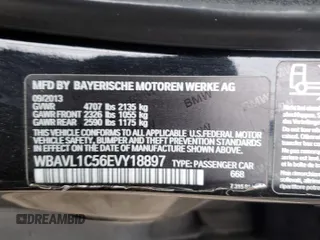 MFD BY BAYERISCHE MOTOREN WERKE AG
09/2013
GVWR 4707 lbs 2135 kg
GAWR FRONT 2326 lbs 1055 kg
GAWR REAR 2590 lbs 1175 kg
THIS VEHICLE CONFORMS TO ALL APPLICABLE U.S. FEDERAL MOTOR
VEHICLE SAFETY, BUMPER, AND THEFT PREVENTION STANDARDS IN
EFFECT ON THE DATE OF MANUFACTURE SHOWN ABOVE.
WBAVL1C56EVY18897 TYPE: PASSENGER CAR
668
BMW